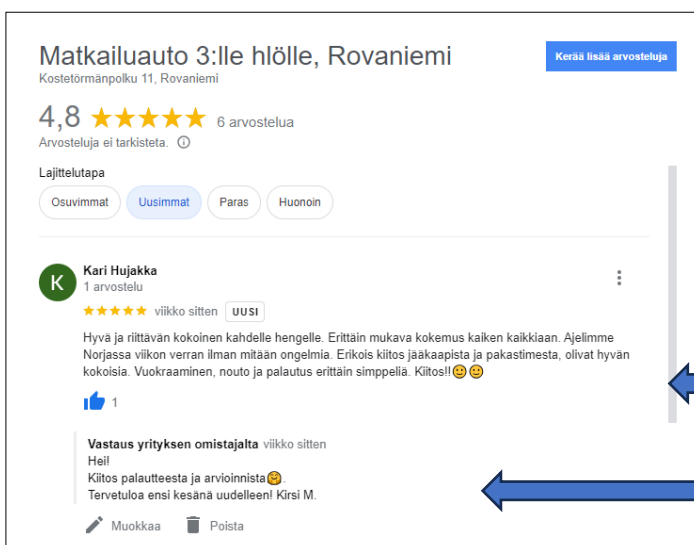 Matkailuauto 3:lle hlölle, Rovaniemi
Kerää lisää arvosteluja
Kostetörmänpolku 11, Rovaniemi
4,8 6 arvostelua
Arvosteluja ei tarkisteta.
Lajittelutapa
Osuvimmat Uusimmat Paras Huonoin
K
Kari Hujakka
1 arvostelu
viikko sitten UUSI
Hyvä ja riittävän kokoinen kahdelle hengelle. Erittäin mukava kokemus kaiken kaikkiaan. Ajelimme
Norjassa viikon verran ilman mitään ongelmia. Erikois kiitos jääkaapista ja pakastimesta, olivat hyvän
kokoisia. Vuokraaminen, nouto ja palautus erittäin simppeliä. Kiitos!!🙂🙂
1
Vastaus yrityksen omistajalta viikko sitten
Hei!
Kiitos palautteesta ja arvioinnista🤗.
Tervetuloa ensi kesänä uudelleen! Kirsi M.
Muokkaa Poista